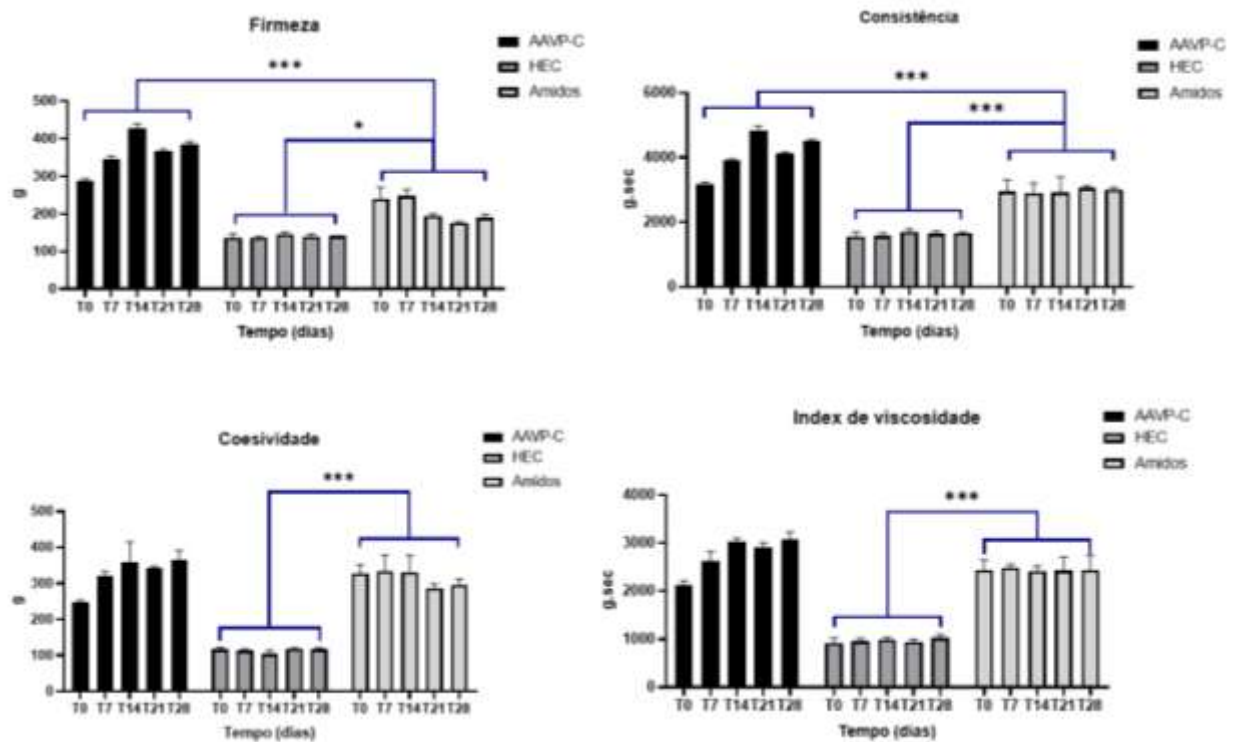 Firmeza
AAVP-C
HEC
Amidos
***
*
500
400
300
200
100
0
g
T0 T7 T14 T21 T28 T0 T7 T14 T21 T28 T0 T7 T14 T21 T28
Tempo (dias)
Consistência
AAVP-C
HEC
Amidos
***
***
6000
4000
2000
0
g.sec
T0 T7 T14 T21 T28 T0 T7 T14 T21 T28 T0 T7 T14 T21 T28
Tempo (dias)
Coesividade
AAVP-C
HEC
Amidos
***
500
400
300
200
100
0
g
T0 T7 T14 T21 T28 T0 T7 T14 T21 T28 T0 T7 T14 T21 T28
Tempo (dias)
Index de viscosidade
AAVP-C
HEC
Amidos
***
4000
3000
2000
1000
0
g.sec
T0 T7 T14 T21 T28 T0 T7 T14 T21 T28 T0 T7 T14 T21 T28
Tempo (dias)